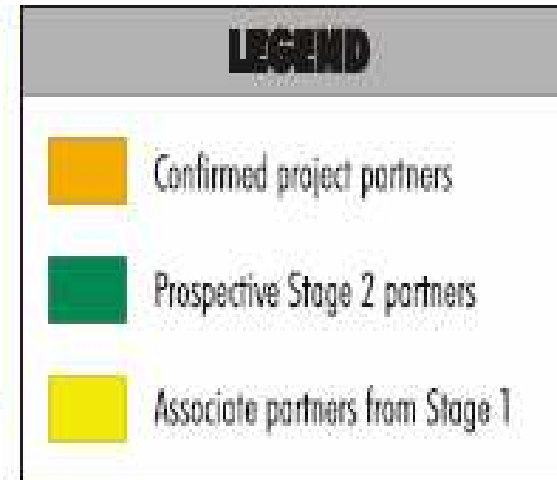 LEGEND
Confirmed project partners
Prospective Stage 2 partners
Associate partners from Stage 1